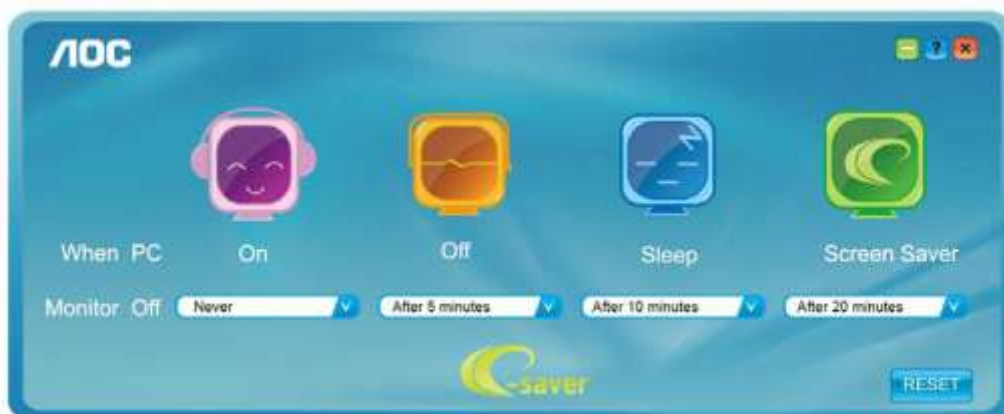 AOC
?
When PC On Off Sleep Screen Saver
Monitor Off Never After 5 minutes After 10 minutes After 20 minutes
e-saver
RESET